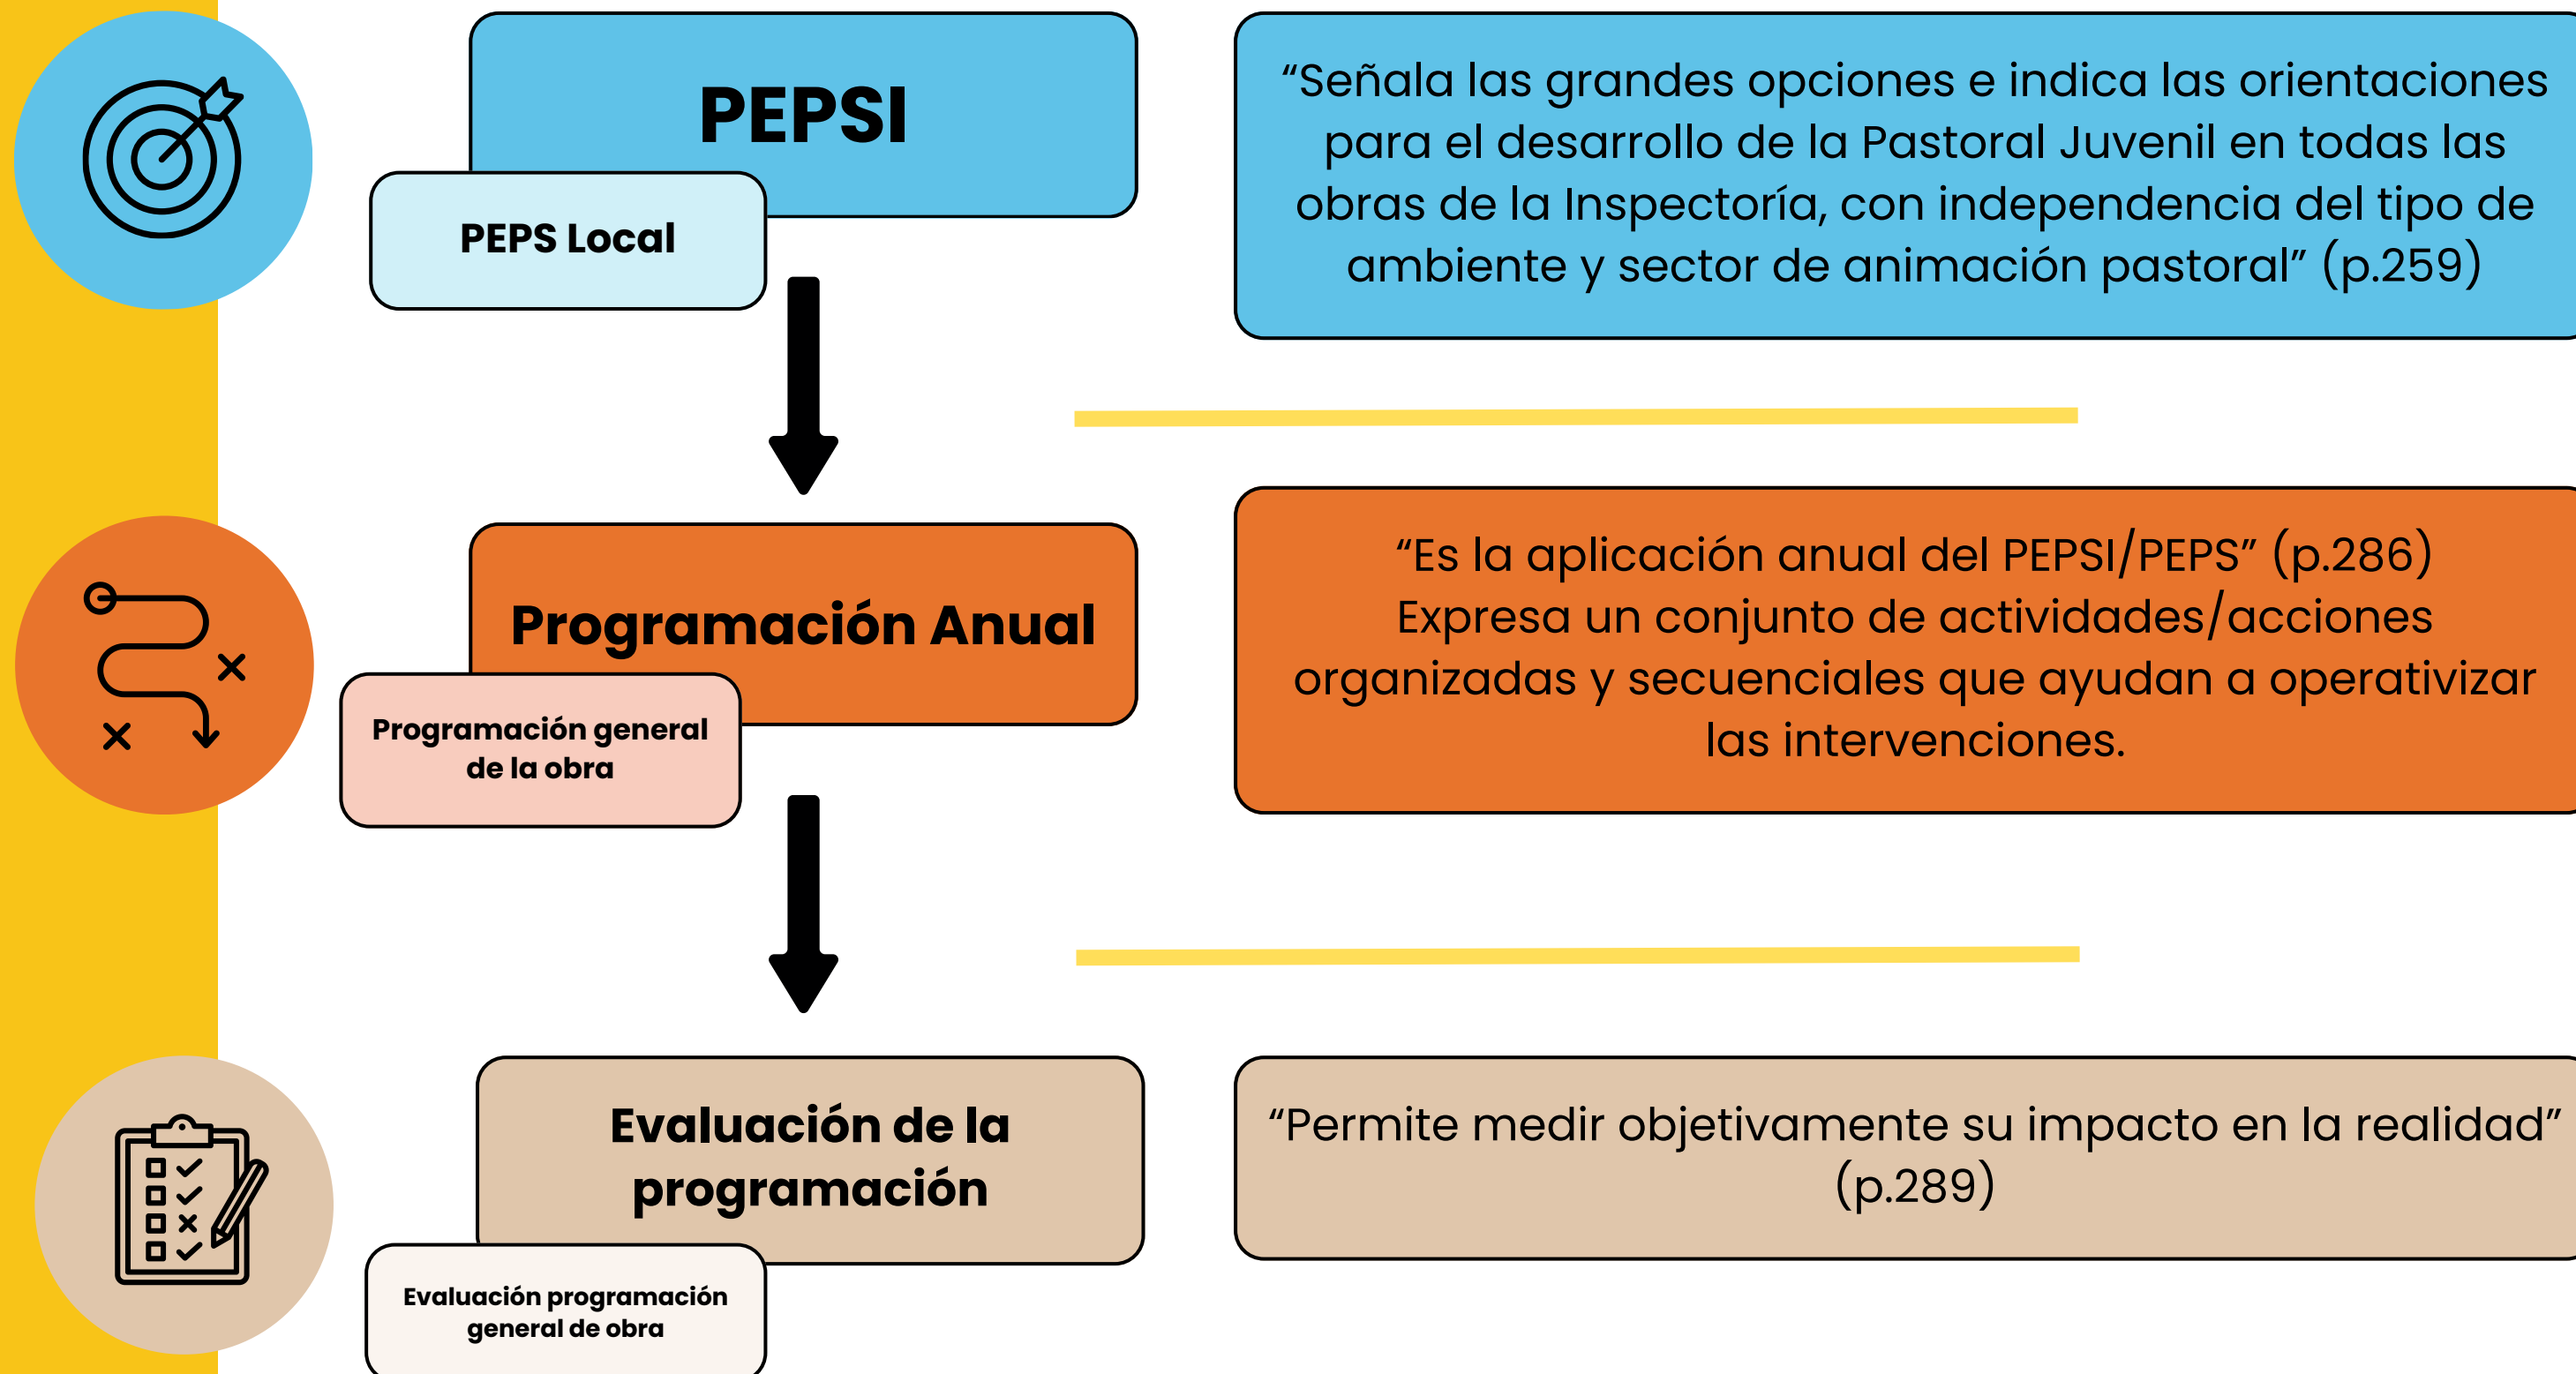 PEPSI
PEPS Local
“Señala las grandes opciones e indica las orientaciones
para el desarrollo de la Pastoral Juvenil en todas las
obras de la Inspectoría, con independencia del tipo de
ambiente y sector de animación pastoral” (p.259)
Programación Anual
Programación general
de la obra
“Es la aplicación anual del PEPSI/PEPS” (p.286)
Expresa un conjunto de actividades/acciones
organizadas y secuenciales que ayudan a operativizar
las intervenciones.
Evaluación de la
programación
Evaluación programación
general de obra
“Permite medir objetivamente su impacto en la realidad”
(p.289)